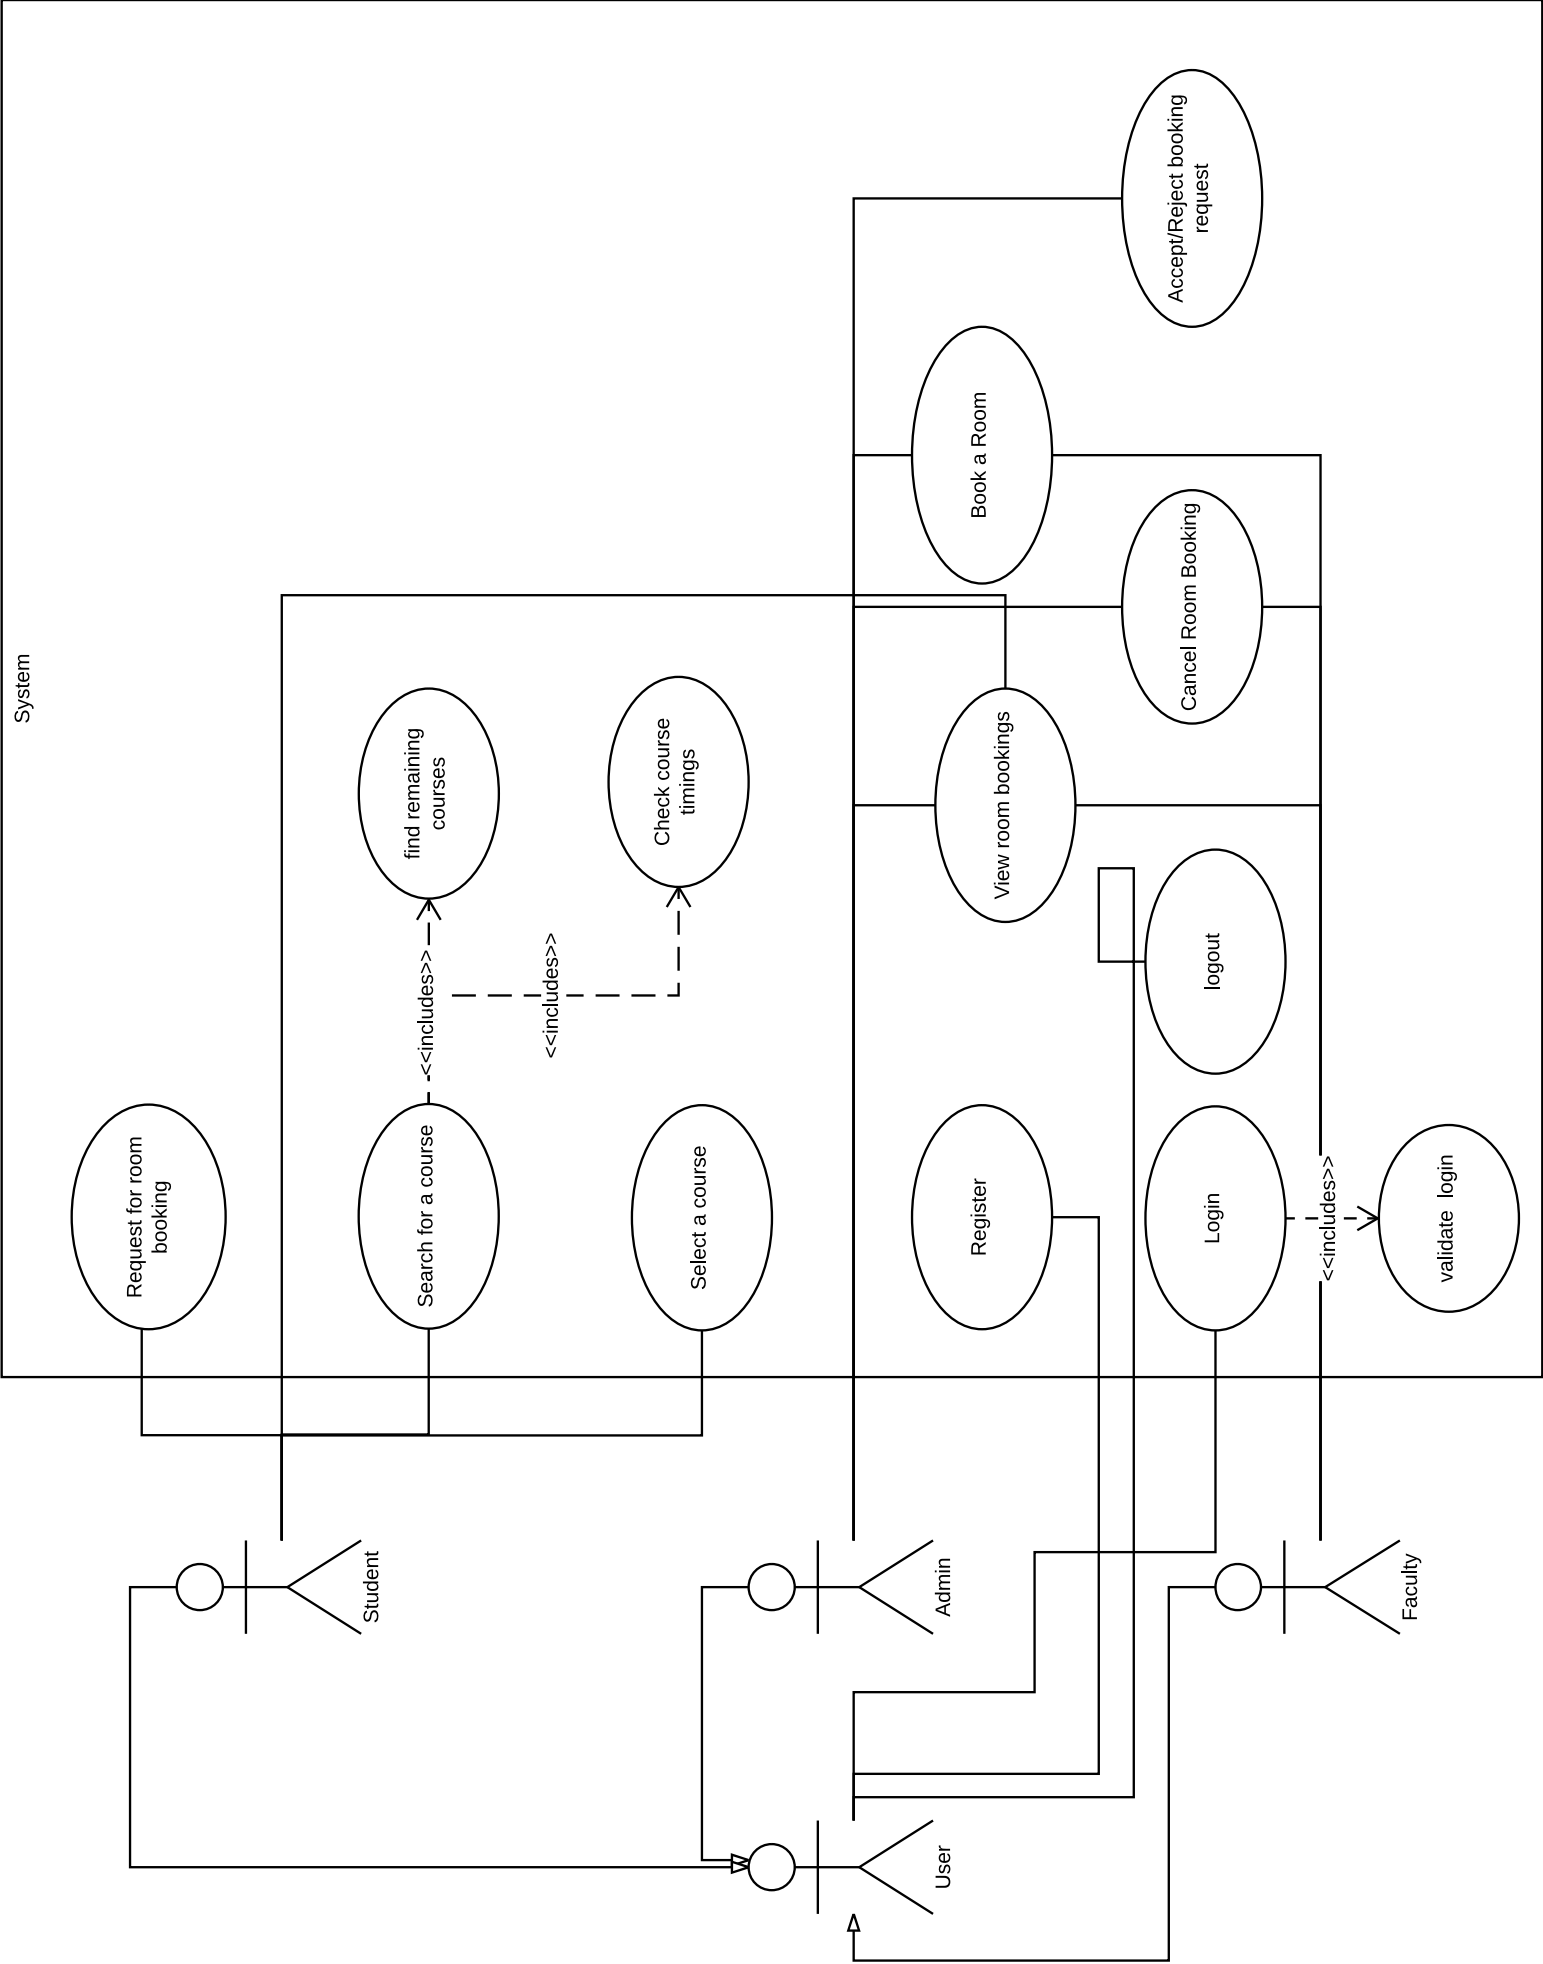 System
Request for room
booking
Search for a course
<<includes>>
find remaining
courses
<<includes>>
Check course
timings
Select a course
Student
Register
View room bookings
Book a Room
Admin
User
Login
logout
Cancel Room Booking
Accept/Reject booking
request
<<includes>>
validate login
Faculty